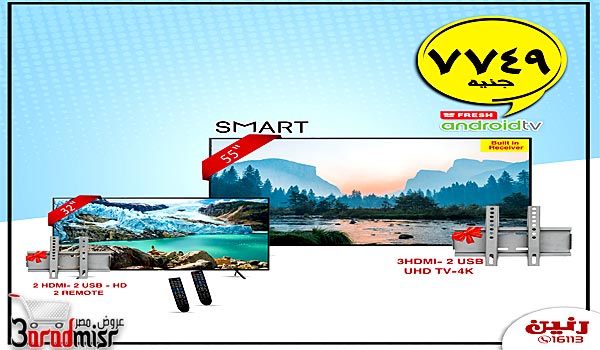 ٧٧٤٩
جنيه
FRESH
androidtv
SMART
55"
Built in
Receiver
32"
3HDMI- 2 USB
UHD TV-4K
2 HDMI- 2 USB - HD
2 REMOTE
عروض مصر
3orodmisr
رنين
16113